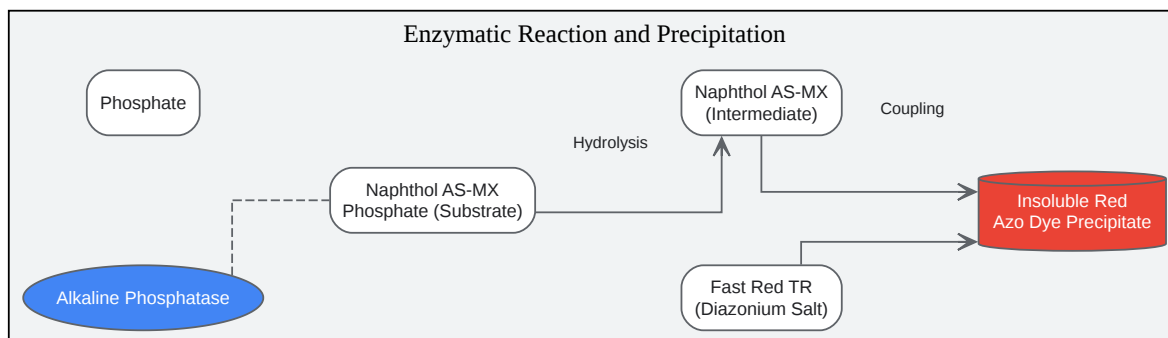 Enzymatic Reaction and Precipitation
Phosphate
Naphthol AS-MX
(Intermediate)
Coupling
Hydrolysis
Naphthol AS-MX
Phosphate (Substrate)
Insoluble Red
Azo Dye Precipitate
Alkaline Phosphatase
Fast Red TR
(Diazonium Salt)